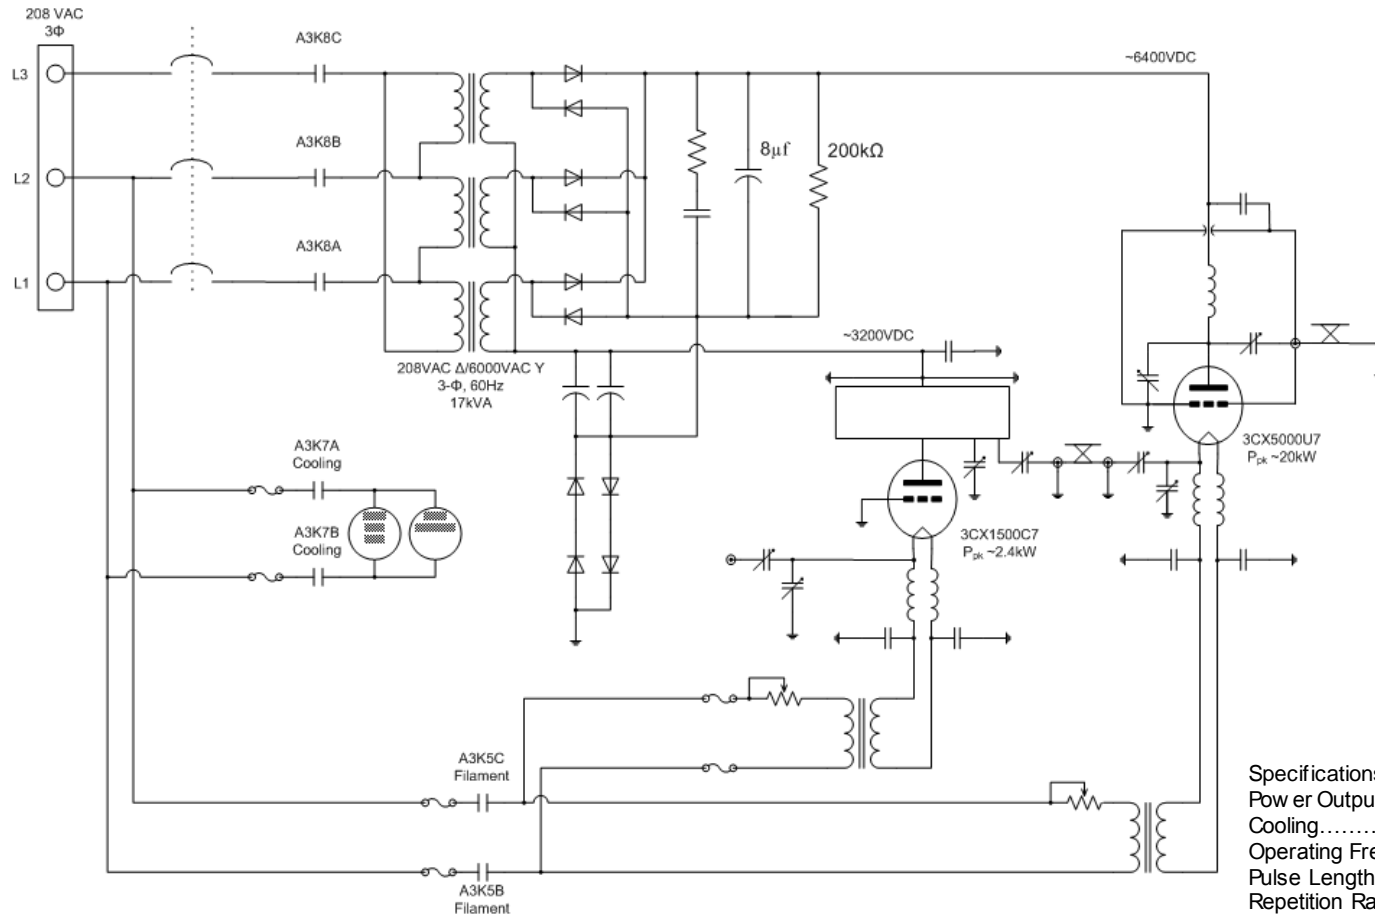 208 VAC
3Φ
L3
L2
L1
A3K8C
A3K8B
A3K8A
208VAC Δ/6000VAC Y
3-Φ, 60Hz
17kVA
8µf
200kΩ
~6400VDC
~3200VDC
A3K7A
Cooling
A3K7B
Cooling
3CX1500C7
Ppk ~2.4kW
3CX5000U7
Ppk ~20kW
A3K5C
Filament
A3K5B
Filament
Specifications
Pow er Outpu
Cooling........
Operating Fre
Pulse Length
Repetition Ra